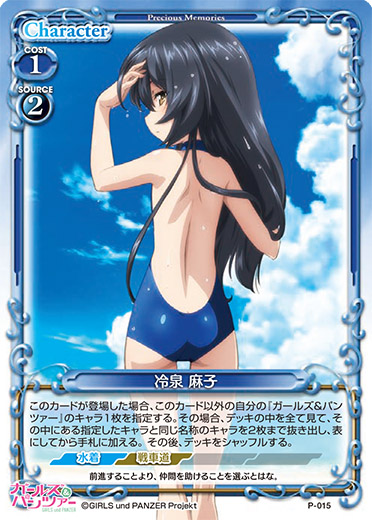 Precious Memories
Character
COST
1
SOURCE
2
冷泉 麻子
このカードが登場した場合、このカード以外の自分の『ガールズ&パン
ツァー』のキャラ1枚を指定する。その場合、デッキの中を全て見て、そ
の中にある指定したキャラと同じ名称のキャラを2枚まで抜き出し、表
にしてから手札に加える。その後、デッキをシャッフルする。
水着 戦車道
前進することより、仲間を助けることを選ぶとはな。
ガールズ&パンツァー
GIRLS und PANZER
©GIRLS und PANZER Projekt
P-015